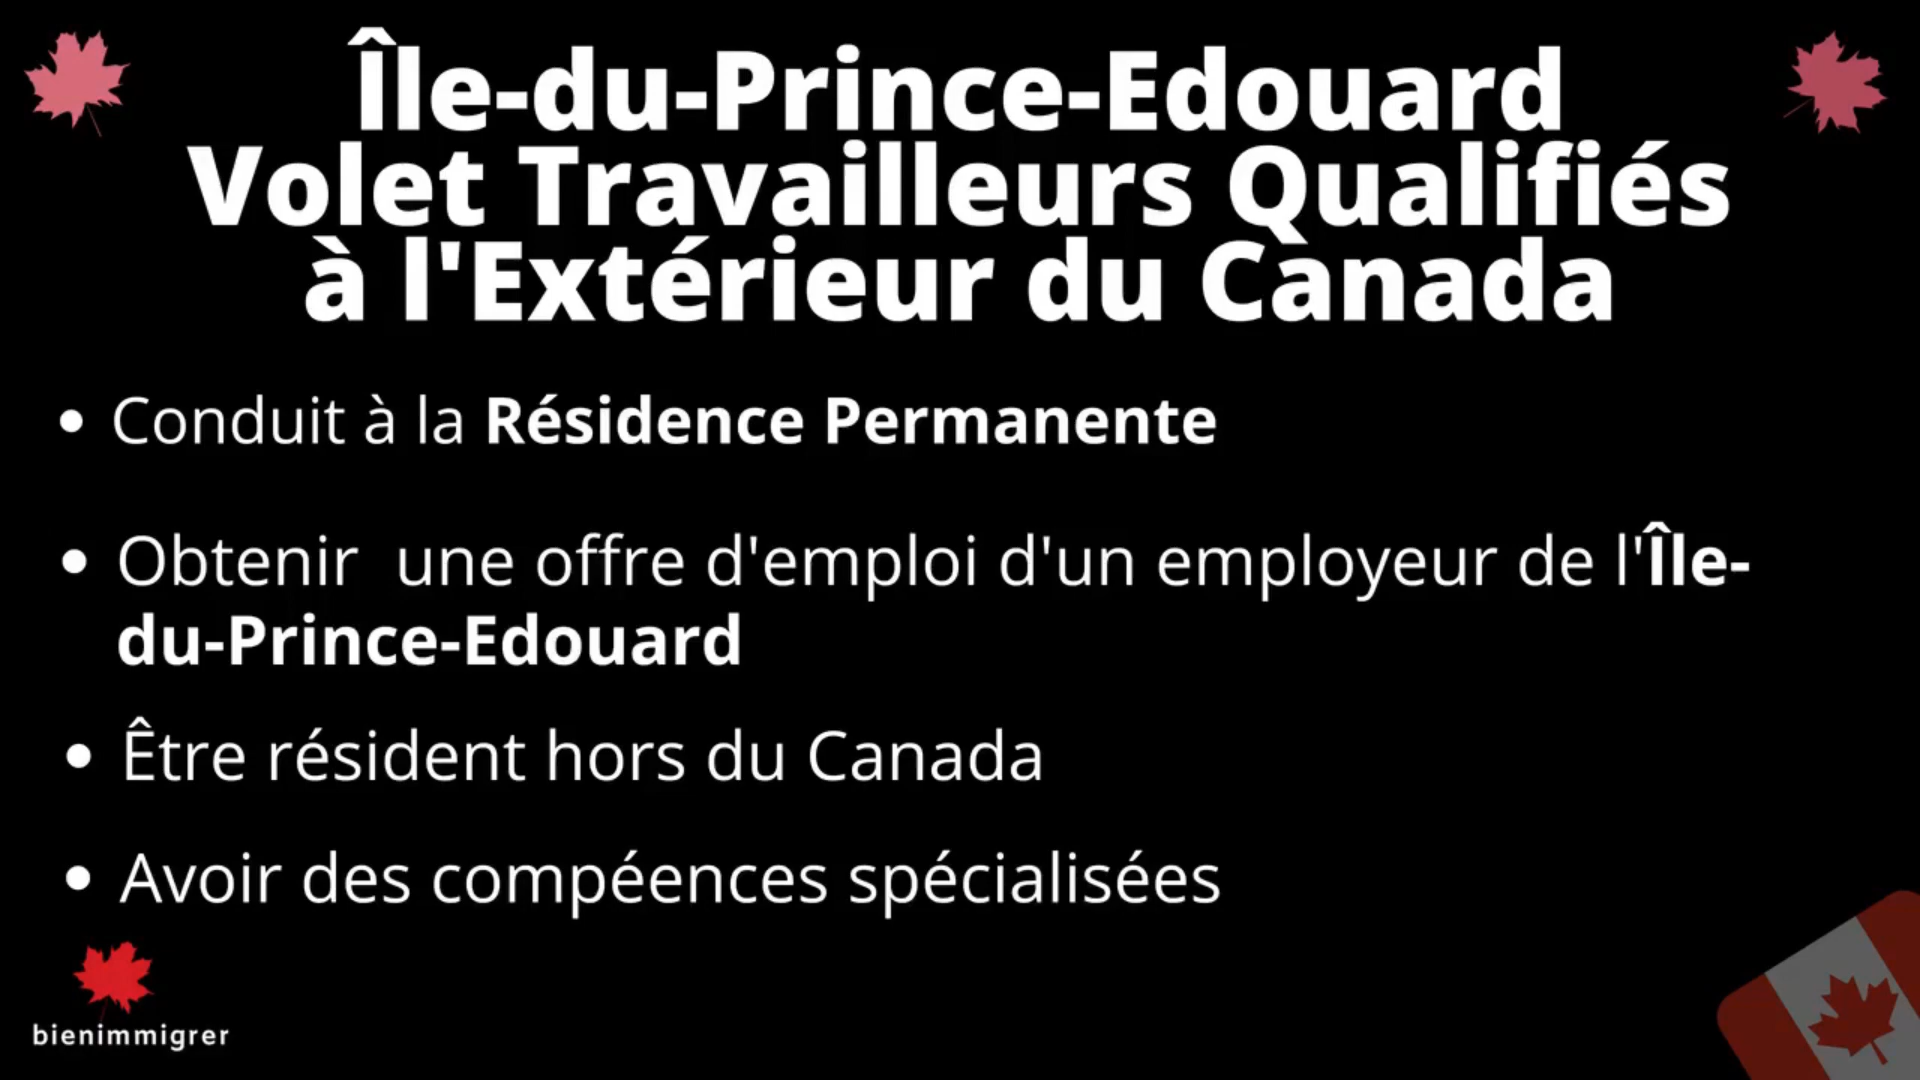 Île-du-Prince-Edouard
Volet Travailleurs Qualifiés
à l'Extérieur du Canada
• Conduit à la Résidence Permanente
• Obtenir  une offre d'emploi d'un employeur de l'Île-
du-Prince-Edouard
• Être résident hors du Canada
• Avoir des compéences spécialisées
bienimmigrer